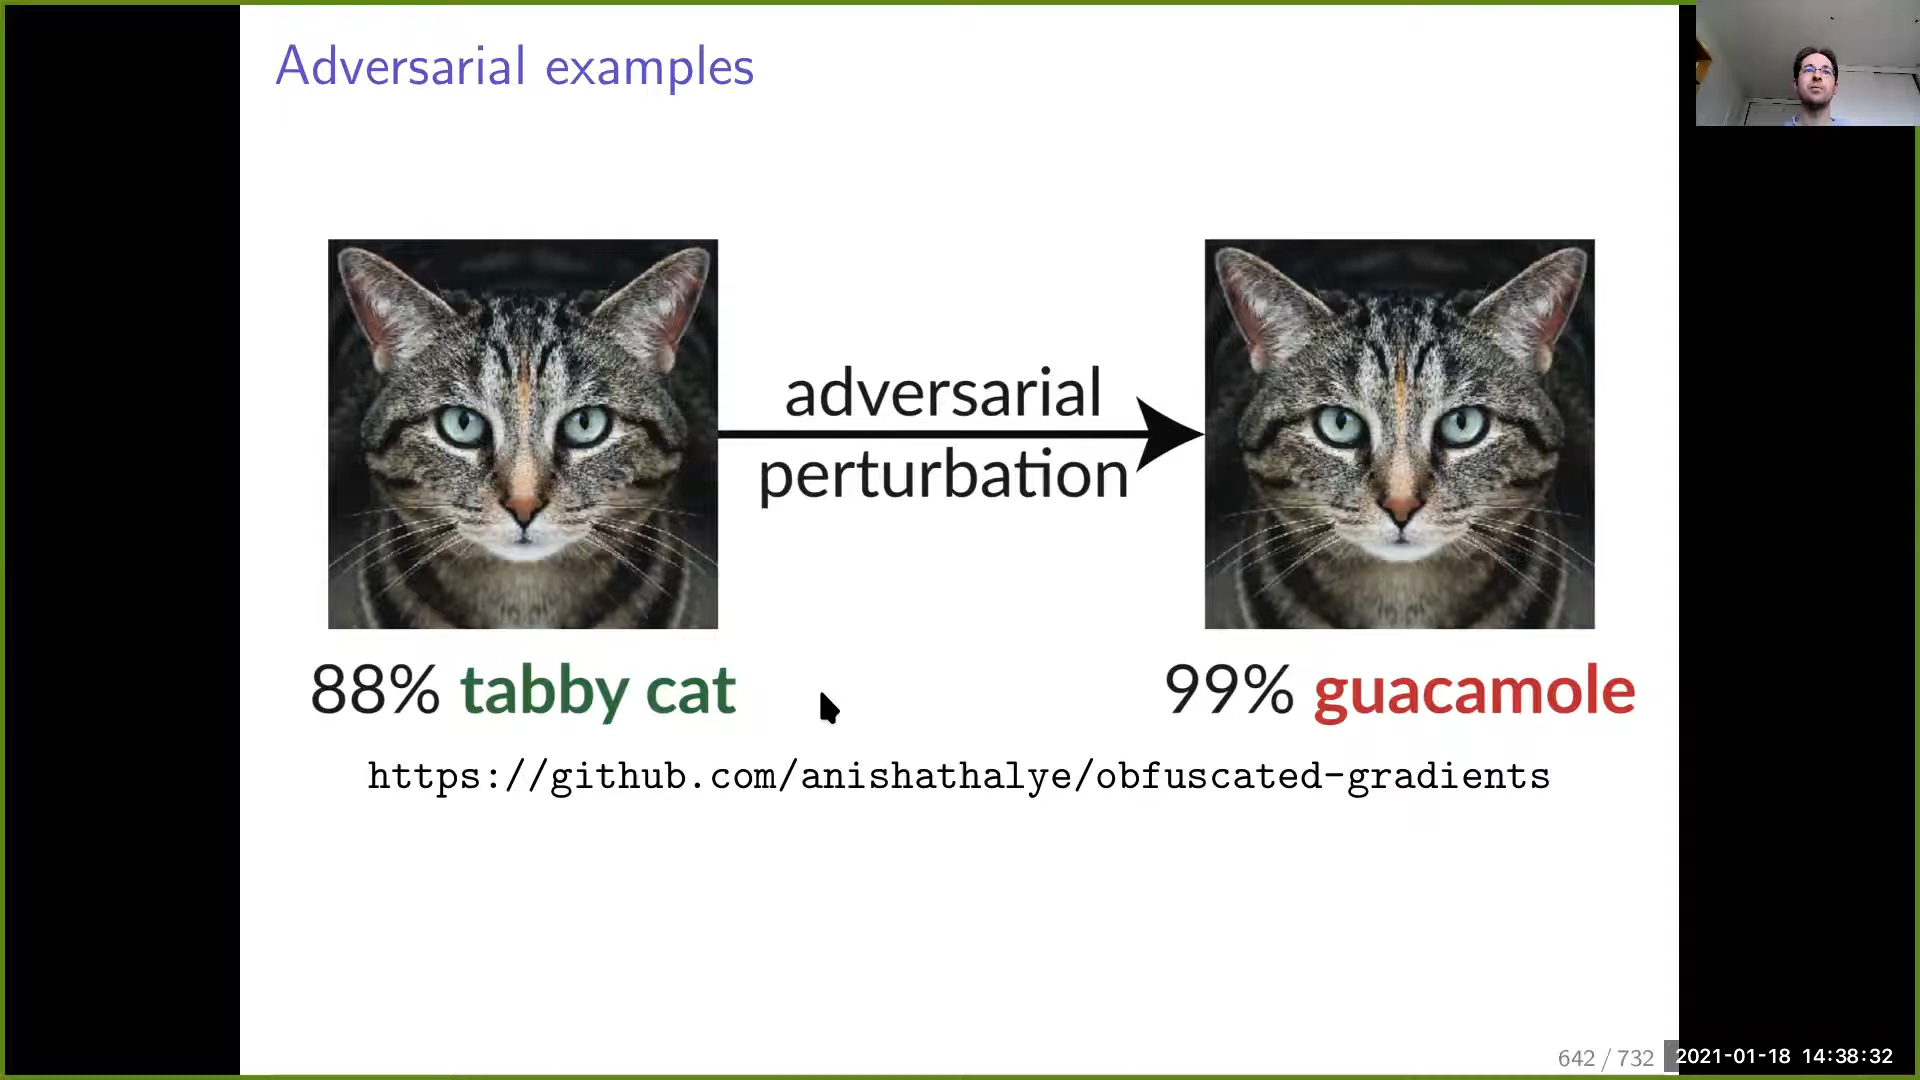 Adversarial examples
adversarial
perturbation
88% tabby cat
99% guacamole
https://github.com/anishathalye/obfuscated-gradients
642 / 732
2021-01-18 14:38:32